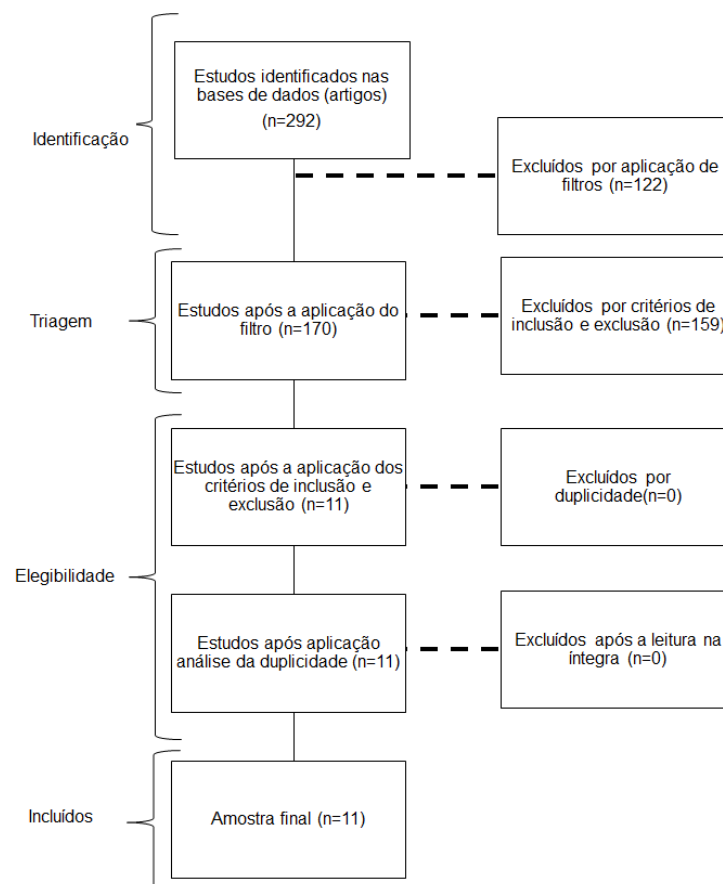 Identificação
Estudos identificados nas
bases de dados (artigos)
(n=292)
Excluídos por aplicação de
filtros (n=122)
Triagem
Estudos após a aplicação do
filtro (n=170)
Excluídos por critérios de
inclusão e exclusão (n=159)
Elegibilidade
Estudos após a aplicação dos
critérios de inclusão e
exclusão (n=11)
Excluídos por
duplicidade(n=0)
Estudos após aplicação
análise da duplicidade (n=11)
Excluídos após a leitura na
íntegra (n=0)
Incluídos
Amostra final (n=11)